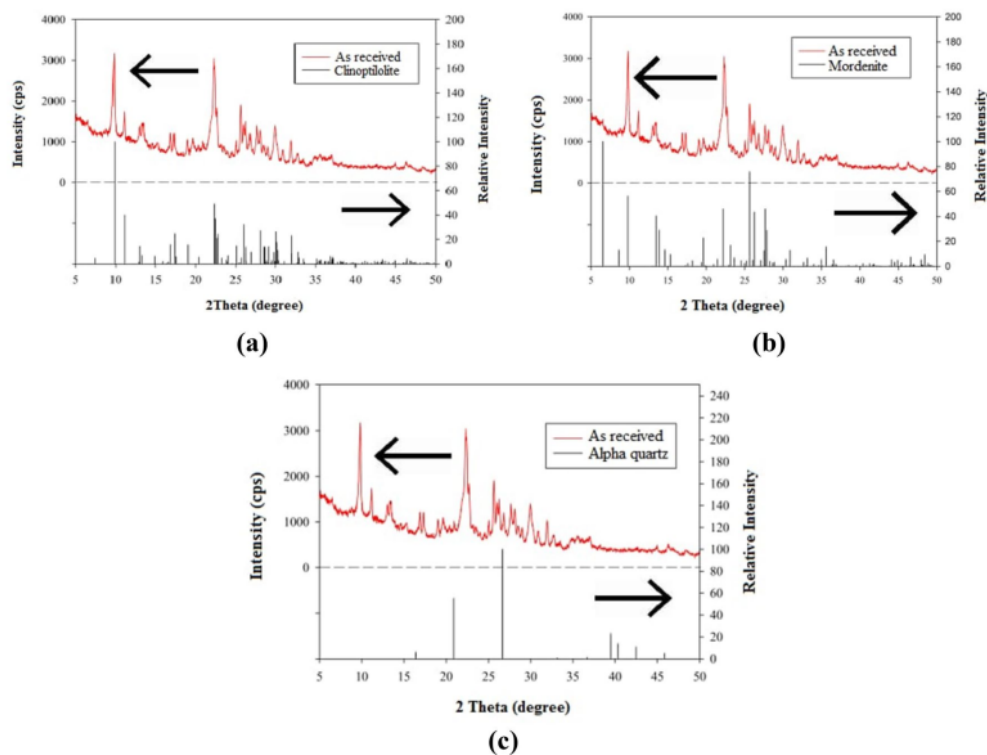 4000
3000
2000
1000
0
Intensity (cps)
As received
Clinoptilolite
200
180
160
140
120
100
80
60
40
20
0
Relative Intensity
5 10 15 20 25 30 35 40 45 50
2Theta (degree)
(a)
4000
3000
2000
1000
0
Intensity (cps)
As received
Mordenite
200
180
160
140
120
100
80
60
40
20
0
Relative Intensity
5 10 15 20 25 30 35 40 45 50
2 Theta (degree)
(b)
4000
3000
2000
1000
0
Intensity (cps)
As received
Alpha quartz
240
220
200
180
160
140
120
100
80
60
40
20
0
Relative Intensity
5 10 15 20 25 30 35 40 45 50
2 Theta (degree)
(c)